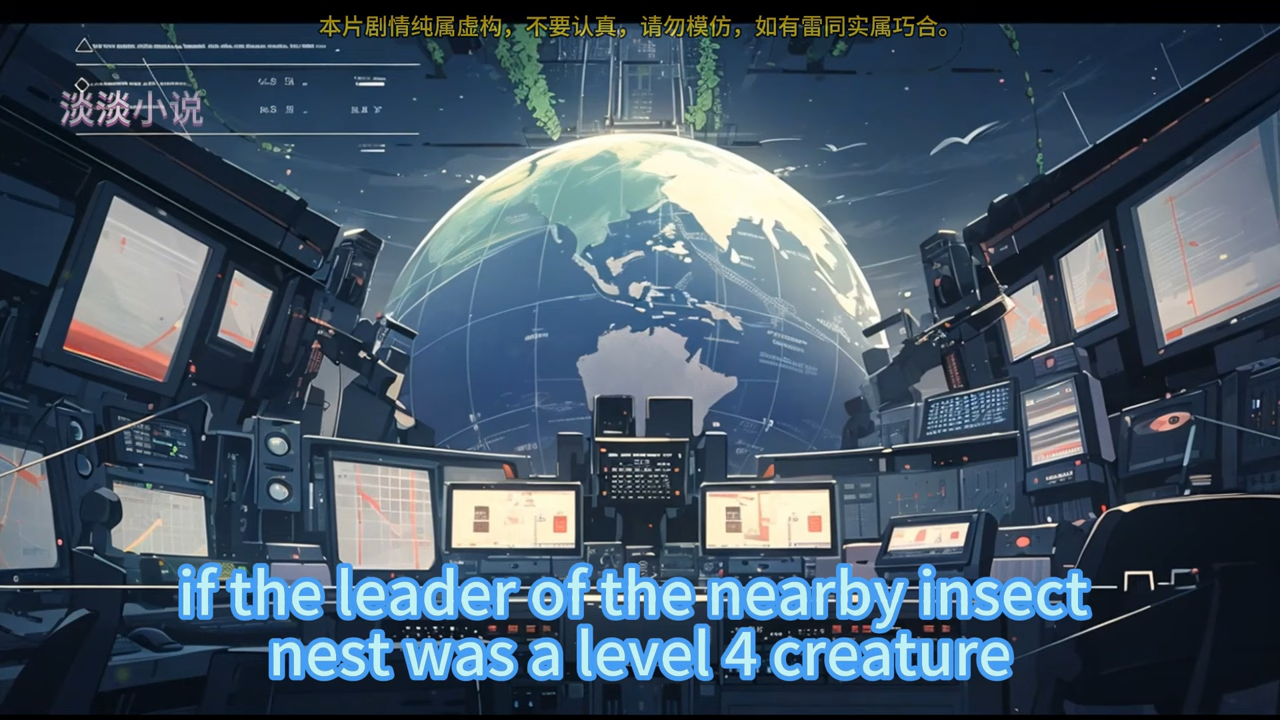 本片剧情纯属虚构，不要认真，请勿模仿，如有雷同实属巧合。
淡淡小说
if the leader of the nearby insect
nest was a level 4 creature